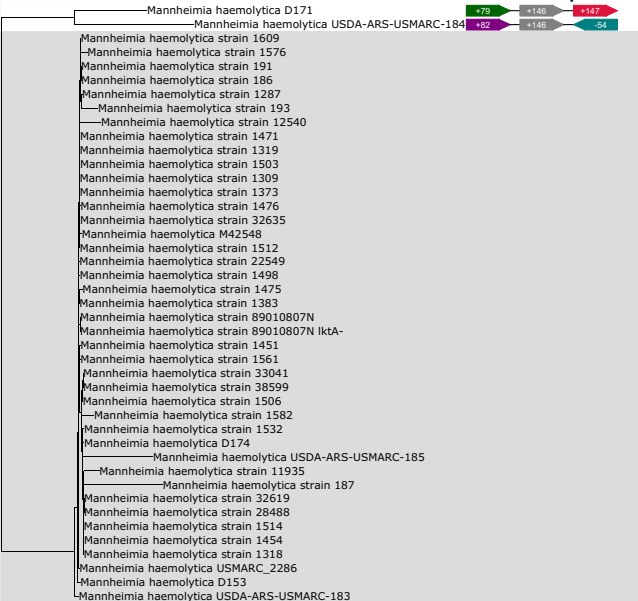 Mannheimia haemolytica D171 +79 +146 +147
Mannheimia haemolytica USDA-ARS-USMARC-184 +82 +146 -54
Mannheimia haemolytica strain 1609
Mannheimia haemolytica strain 1576
Mannheimia haemolytica strain 191
Mannheimia haemolytica strain 186
Mannheimia haemolytica strain 1287
Mannheimia haemolytica strain 193
Mannheimia haemolytica strain 12540
Mannheimia haemolytica strain 1471
Mannheimia haemolytica strain 1319
Mannheimia haemolytica strain 1503
Mannheimia haemolytica strain 1309
Mannheimia haemolytica strain 1373
Mannheimia haemolytica strain 1476
Mannheimia haemolytica strain 32635
Mannheimia haemolytica M42548
Mannheimia haemolytica strain 1512
Mannheimia haemolytica strain 22549
Mannheimia haemolytica strain 1498
Mannheimia haemolytica strain 1475
Mannheimia haemolytica strain 1383
Mannheimia haemolytica strain 89010807N
Mannheimia haemolytica strain 89010807N lktA-
Mannheimia haemolytica strain 1451
Mannheimia haemolytica strain 1561
Mannheimia haemolytica strain 33041
Mannheimia haemolytica strain 38599
Mannheimia haemolytica strain 1506
Mannheimia haemolytica strain 1582
Mannheimia haemolytica strain 1532
Mannheimia haemolytica D174
Mannheimia haemolytica USDA-ARS-USMARC-185
Mannheimia haemolytica strain 11935
Mannheimia haemolytica strain 187
Mannheimia haemolytica strain 32619
Mannheimia haemolytica strain 28488
Mannheimia haemolytica strain 1514
Mannheimia haemolytica strain 1454
Mannheimia haemolytica strain 1318
Mannheimia haemolytica USMARC_2286
Mannheimia haemolytica D153
Mannheimia haemolytica USDA-ARS-USMARC-183